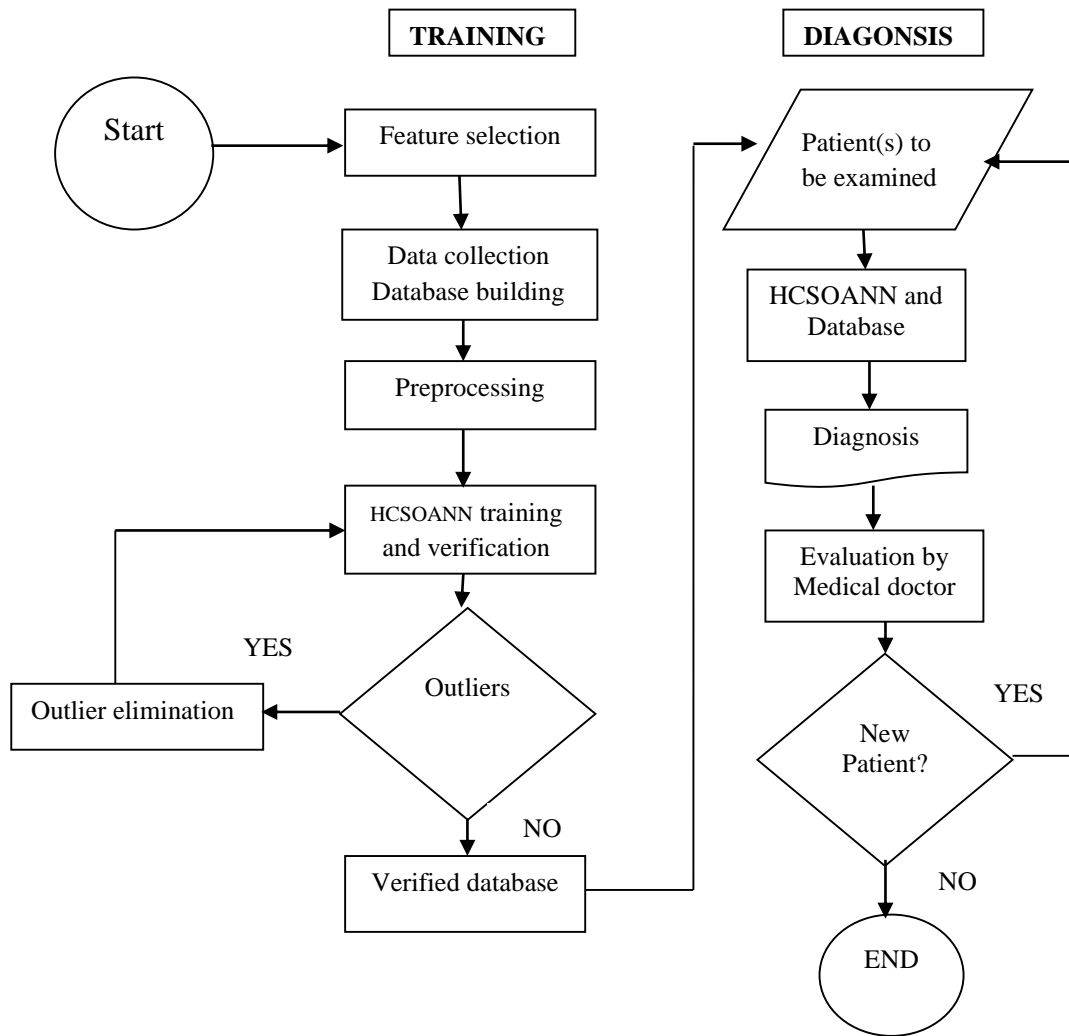 TRAINING
Start
Feature selection
Data collection
Database building
Preprocessing
HCSOANN training
and verification
YES
Outliers
Outlier elimination
NO
Verified database
DIAGONSIS
Patient(s) to
be examined
HCSOANN and
Database
Diagnosis
Evaluation by
Medical doctor
YES
New
Patient?
NO
END